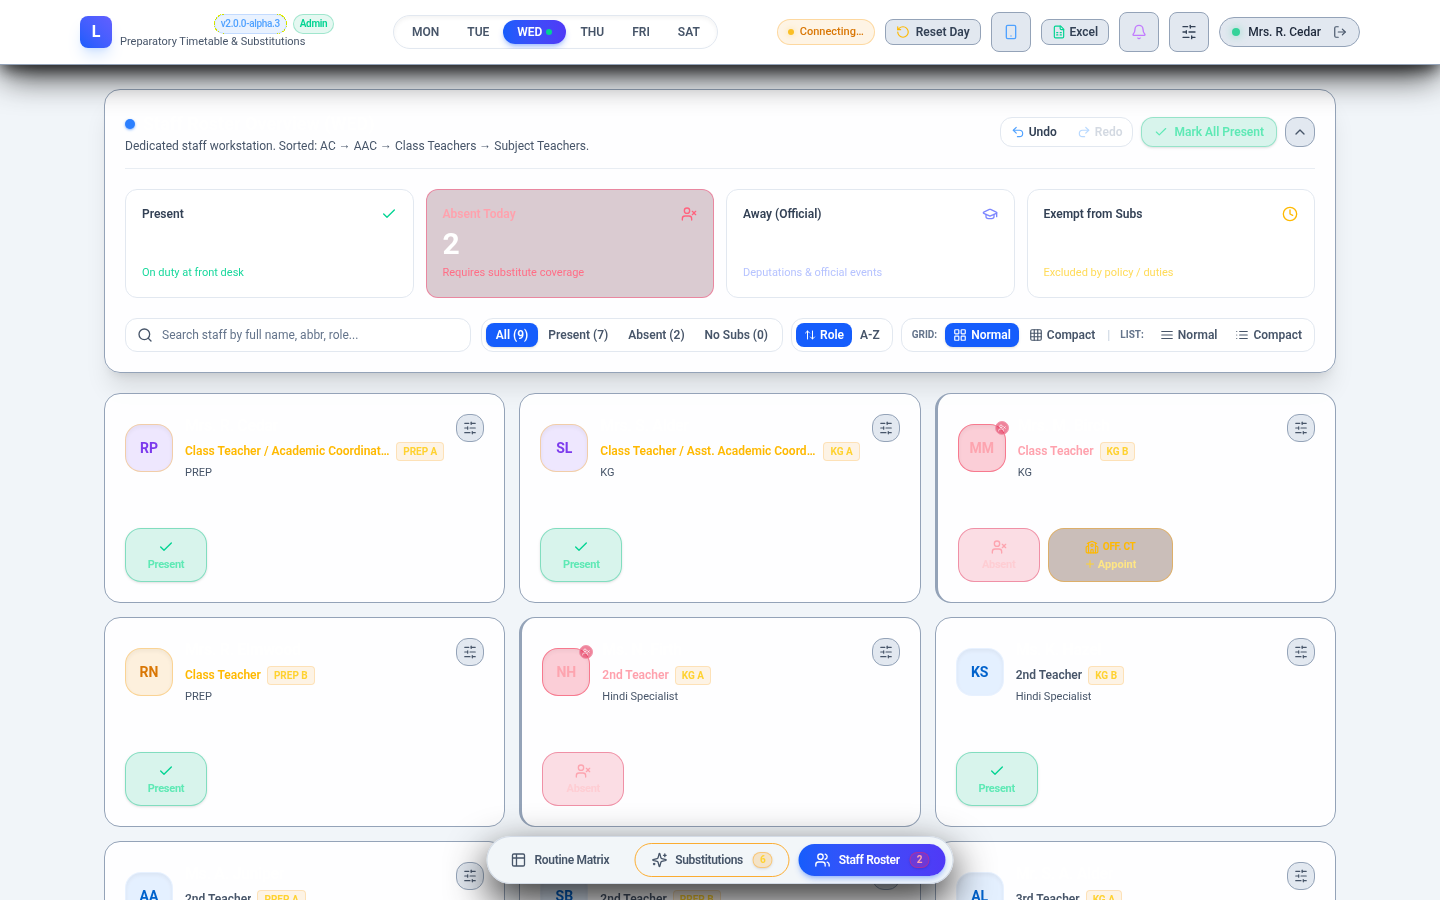 L
v2.0.0-alpha.3 Admin
Preparatory Timetable & Substitutions
MON TUE WED THU FRI SAT
Connecting...
Reset Day
Excel
Mrs. R. Cedar
Dedicated staff workstation. Sorted: AC → AAC → Class Teachers → Subject Teachers.
Undo Redo Mark All Present
Present
On duty at front desk
Absent Today
2
Requires substitute coverage
Away (Official)
Deputations & official events
Exempt from Subs
Excluded by policy / duties
Search staff by full name, abbr, role...
All (9) Present (7) Absent (2) No Subs (0)
Role A-Z
GRID: Normal Compact LIST: Normal Compact
RP
Class Teacher / Academic Coordinat... PREP A
PREP
Present
SL
Class Teacher / Asst. Academic Coord... KG A
KG
Present
MM
Class Teacher KG B
KG
Absent
OFF. CT
+ Appoint
RN
Class Teacher PREP B
PREP
Present
NH
2nd Teacher KG A
Hindi Specialist
Absent
KS
2nd Teacher KG B
Hindi Specialist
Present
AA
2nd Teacher PREP A
SB
2nd Teacher PREP B
AL
3rd Teacher KG A
Routine Matrix
Substitutions 6
Staff Roster 2